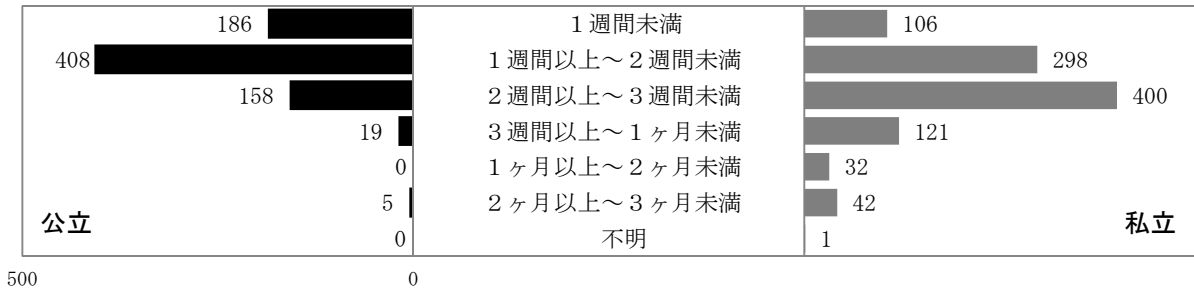 186 １週間未満 106
408 １週間以上～２週間未満 298
158 ２週間以上～３週間未満 400
19 ３週間以上～１ヶ月未満 121
0 １ヶ月以上～２ヶ月未満 32
5 ２ヶ月以上～３ヶ月未満 42
公立 0 不明 1 私立
500 0